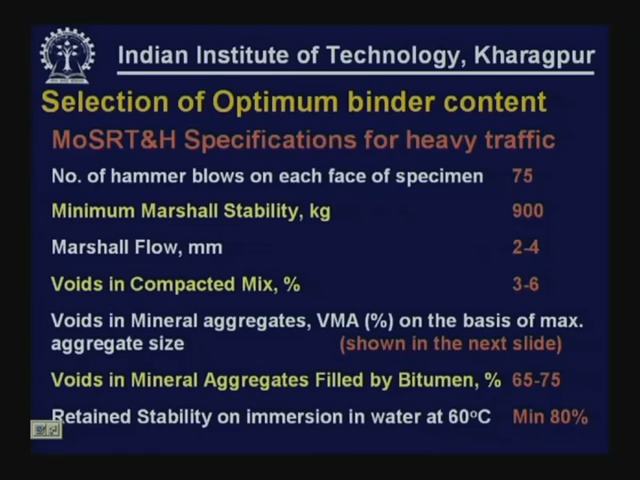 Indian Institute of Technology, Kharagpur
Selection of Optimum binder content
MoSRT&H Specifications for heavy traffic
No. of hammer blows on each face of specimen 75
Minimum Marshall Stability, kg 900
Marshall Flow, mm 2-4
Voids in Compacted Mix, % 3-6
Voids in Mineral aggregates, VMA (%) on the basis of max.
aggregate size (shown in the next slide)
Voids in Mineral Aggregates Filled by Bitumen, % 65-75
Retained Stability on immersion in water at 60°C Min 80%